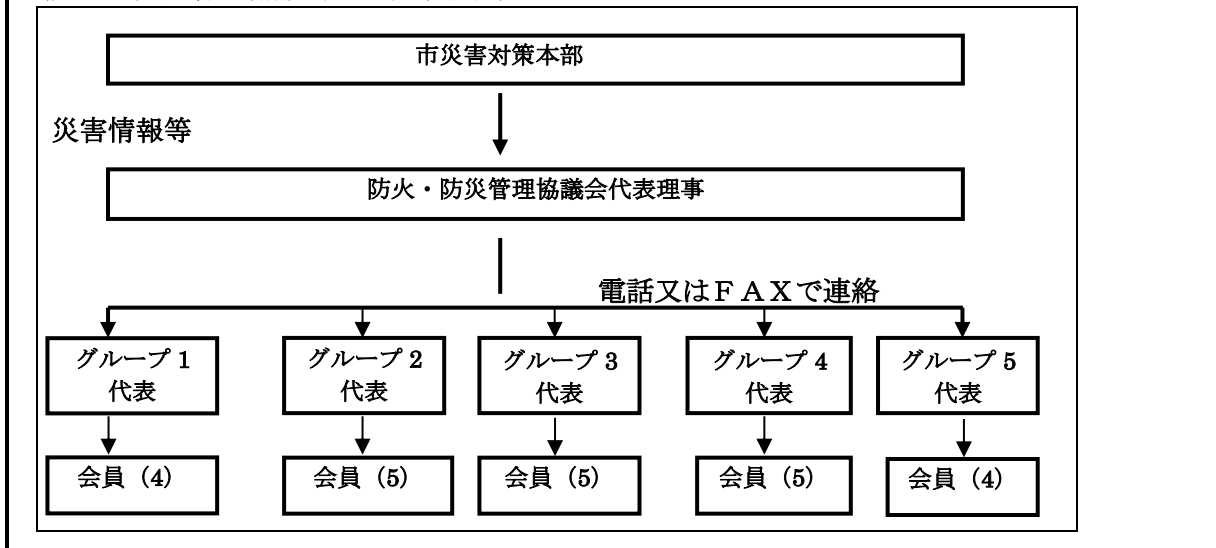 市災害対策本部
災害情報等
防火・防災管理協議会代表理事
電話又はＦＡＸで連絡
グループ 1
代表
グループ 2
代表
グループ 3
代表
グループ 4
代表
グループ 5
代表
会員（4）
会員（5）
会員（5）
会員（5）
会員（4）